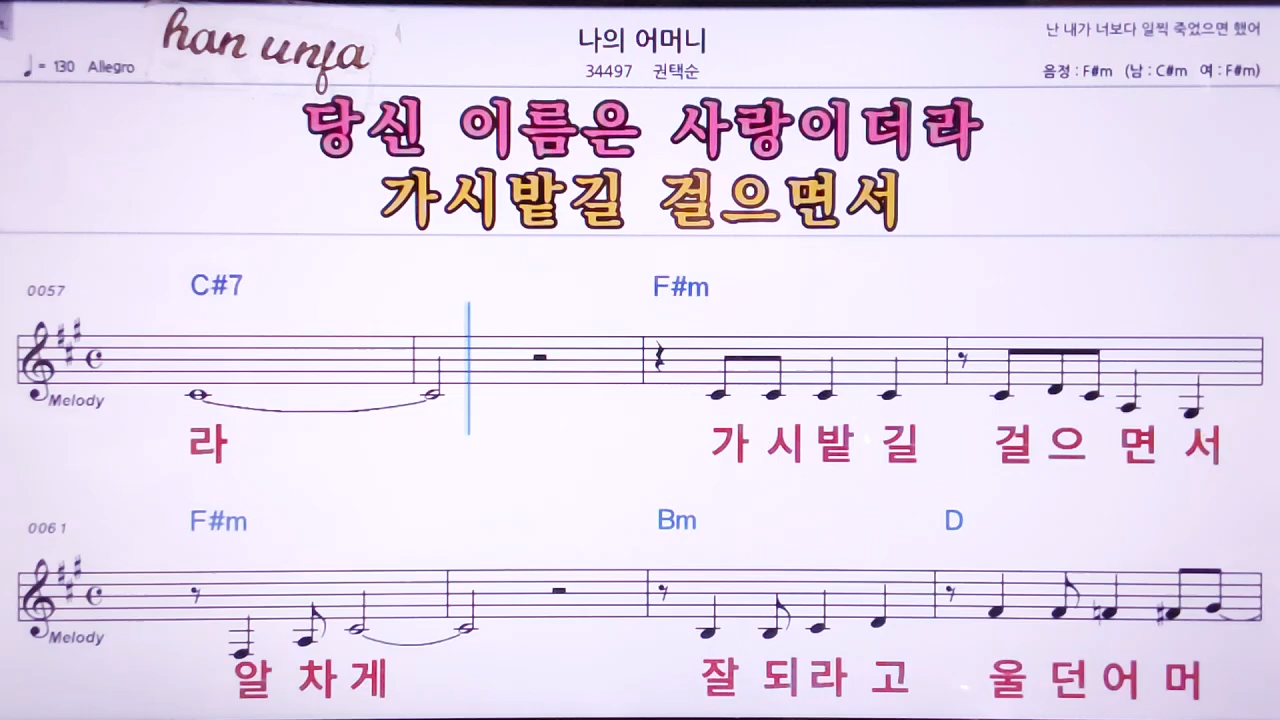 han unfa
나의 어머니
난 내가 너보다 일찍 죽었으면 했어
♩= 130 Allegro
34497 권택순
음정 : F#m (남 : C#m 여 : F#m)
당신 이름은 사랑이더라
가시밭길 걸으면서
0057 C#7 F#m
Melody
라 가 시 밭 길 걸 으 면 서
0061 F#m Bm D
Melody
알 차 게 잘 되 라 고 울 던 어 머